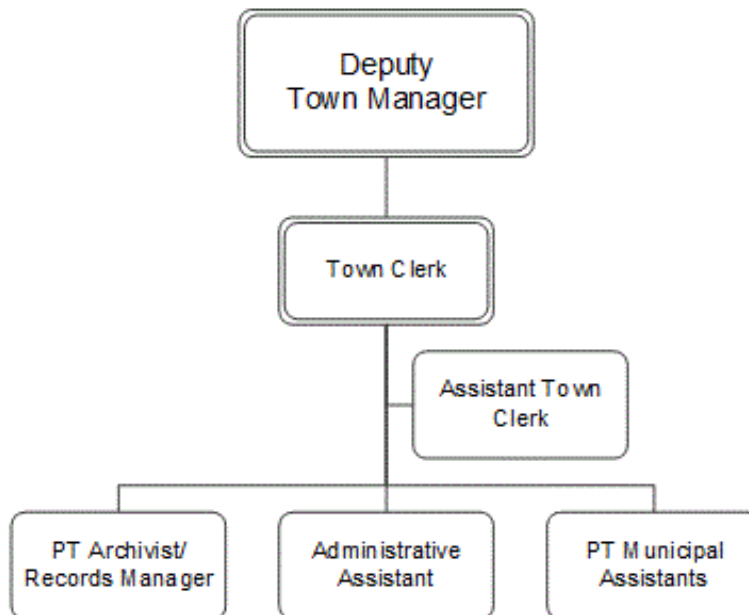 Deputy
Town Manager
Town Clerk
Assistant Town
Clerk
PT Archivist/
Records Manager
Administrative
Assistant
PT Municipal
Assistants